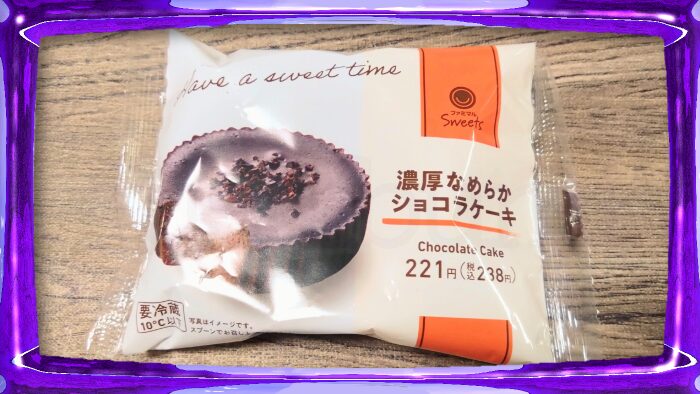 Have a sweet time
ファミマル
Sweets
濃厚なめらか
ショコラケーキ
Chocolate Cake
221円(税込238円)
要冷蔵
10℃以下
写真はイメージです。
スプーンでお召し